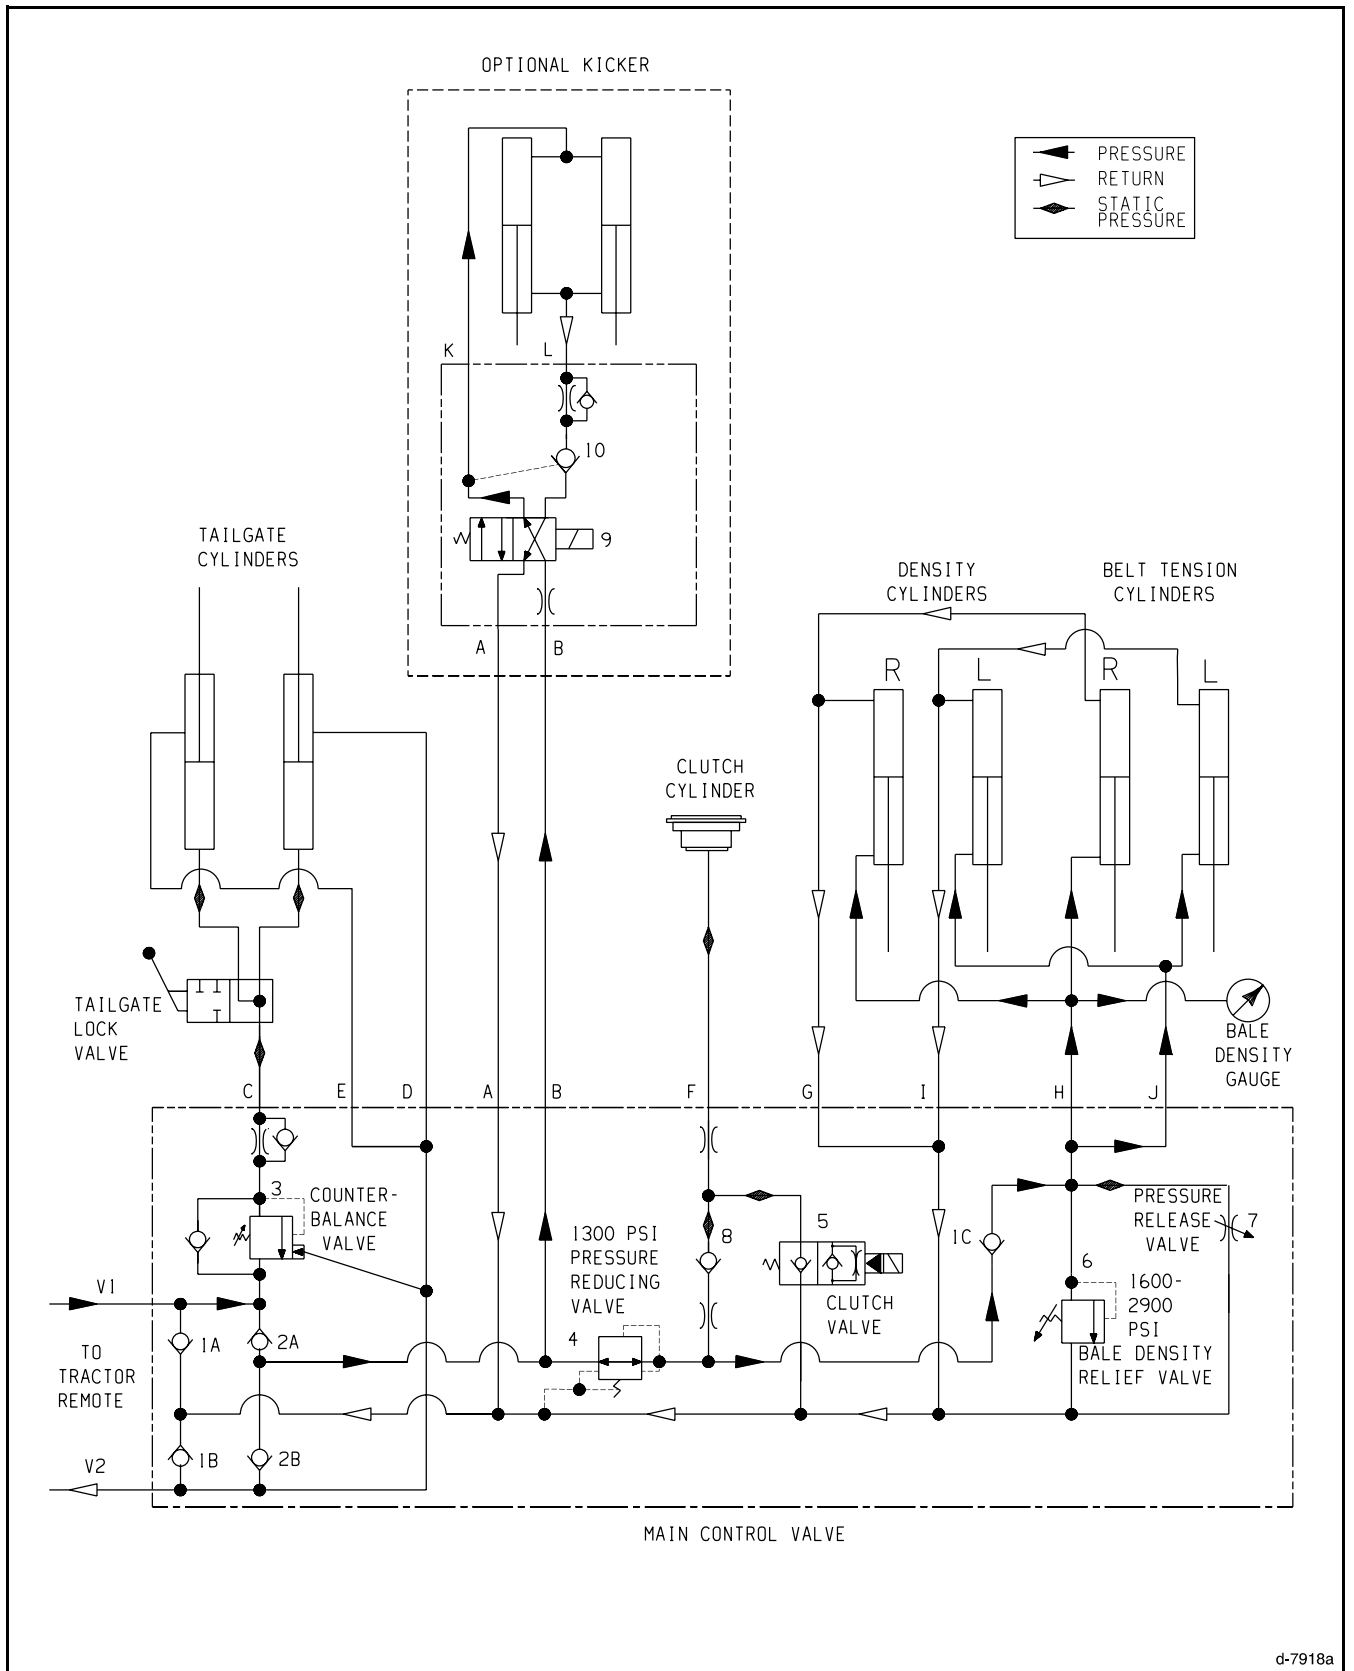 OPTIONAL KICKER
PRESSURE
RETURN
STATIC
PRESSURE
K
L
10
9
A
B
TAILGATE
CYLINDERS
DENSITY
CYLINDERS
BELT TENSION
CYLINDERS
R
L
R
L
CLUTCH
CYLINDER
TAILGATE
LOCK
VALVE
BALE
DENSITY
GAUGE
C
E
D
A
B
F
G
I
H
J
3
COUNTER-
BALANCE
VALVE
1300 PSI
PRESSURE
REDUCING
VALVE
4
8
5
CLUTCH
VALVE
1C
PRESSURE
RELEASE
VALVE
7
6
1600-
2900
PSI
BALE DENSITY
RELIEF VALVE
V1
1A
2A
TO
TRACTOR
REMOTE
1B
2B
V2
MAIN CONTROL VALVE
d-7918a